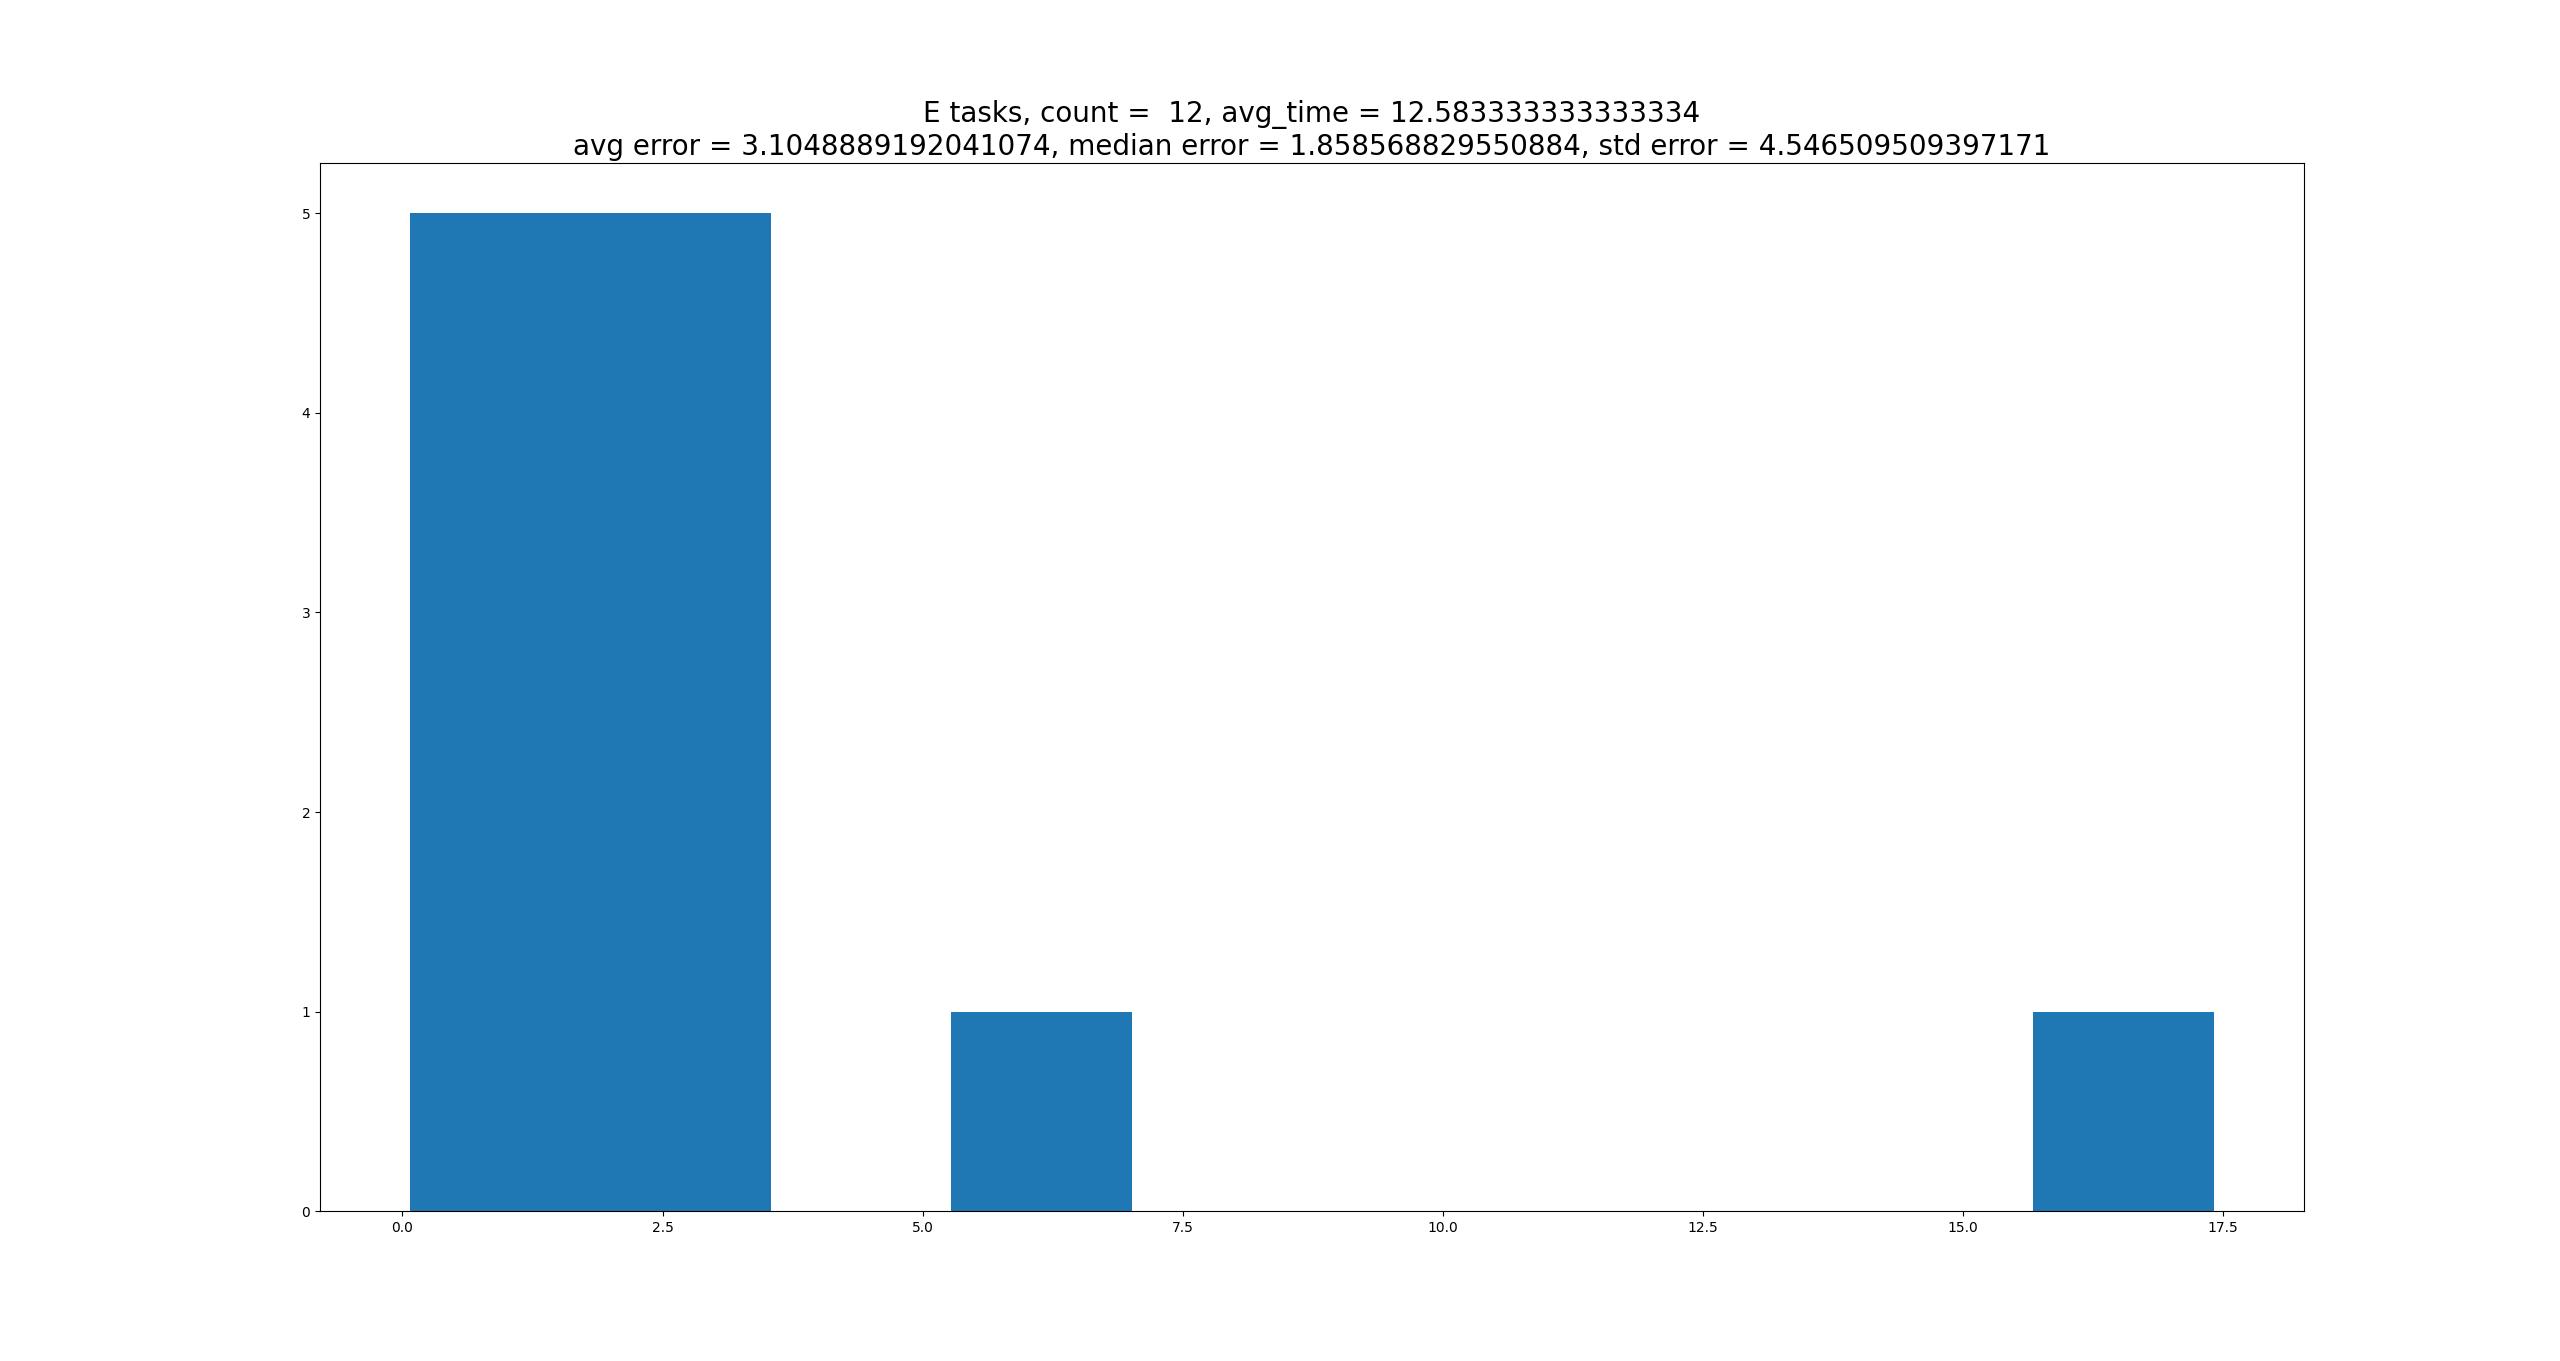 E tasks, count =  12, avg_time = 12.583333333333334
avg error = 3.1048889192041074, median error = 1.858568829550884, std error = 4.546509509397171
5
4
3
2
1
0
0.0 2.5 5.0 7.5 10.0 12.5 15.0 17.5